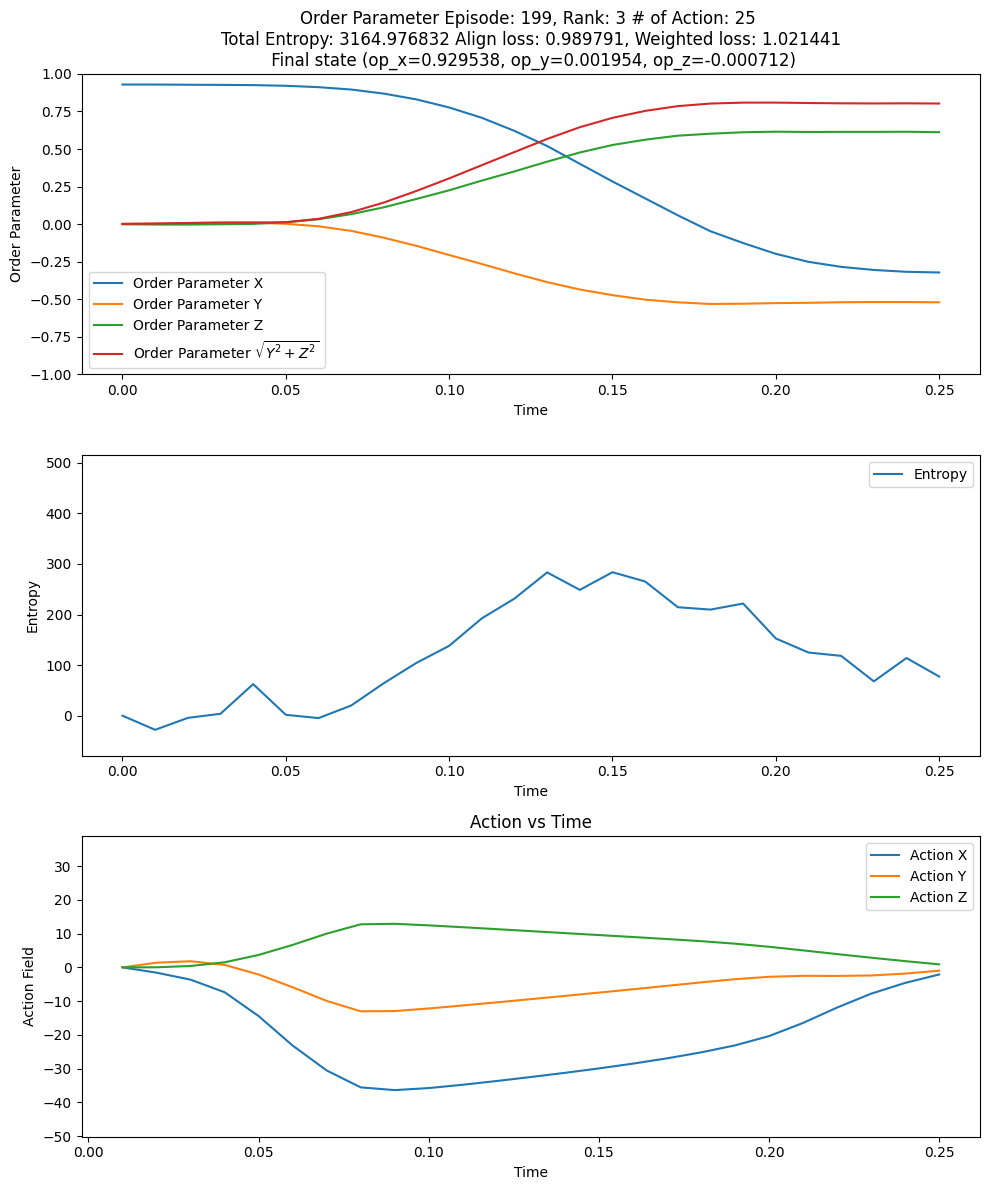 Order Parameter Episode: 199, Rank: 3 # of Action: 25
Total Entropy: 3164.976832 Align loss: 0.989791, Weighted loss: 1.021441
Final state (op_x=0.929538, op_y=0.001954, op_z=-0.000712)
1.00
0.75
0.50
0.25
0.00
−0.25
−0.50
−0.75
−1.00
Order Parameter
Order Parameter X
Order Parameter Y
Order Parameter Z
Order Parameter √Y²+Z²
0.00 0.05 0.10 0.15 0.20 0.25
Time
500
400
300
200
100
0
Entropy
Entropy
0.00 0.05 0.10 0.15 0.20 0.25
Time
Action vs Time
30
20
10
0
−10
−20
−30
−40
−50
Action Field
Action X
Action Y
Action Z
0.00 0.05 0.10 0.15 0.20 0.25
Time